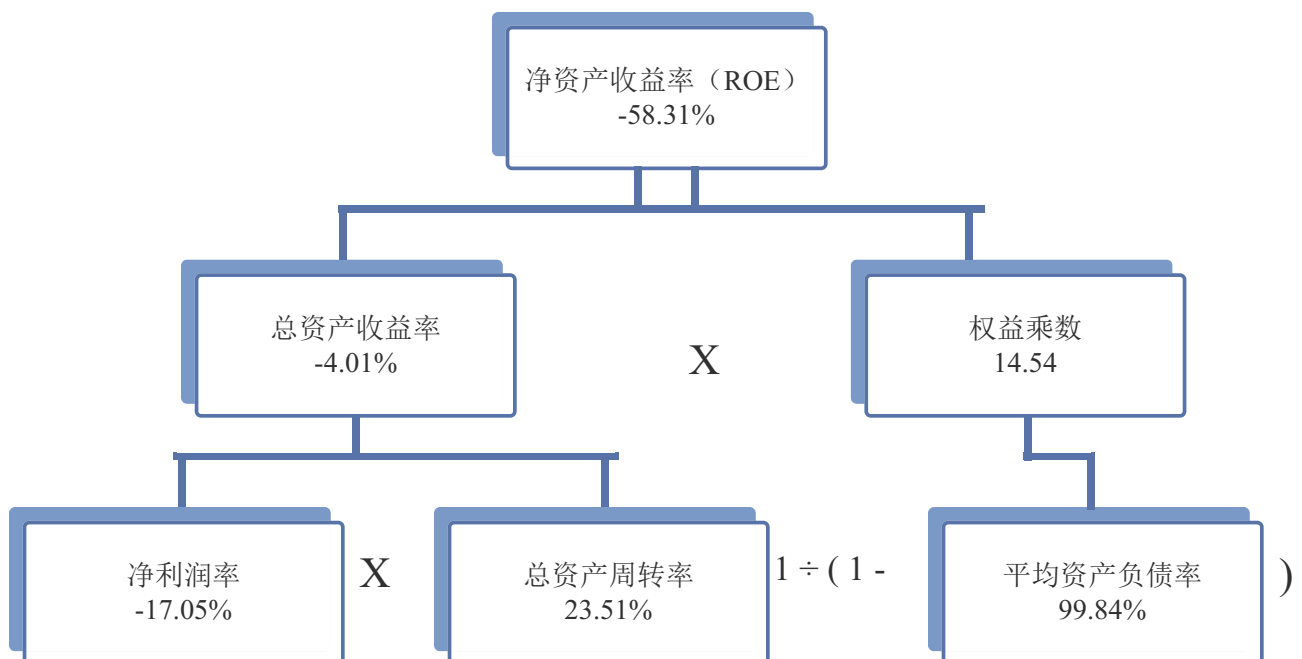 净资产收益率（ROE）
-58.31%
总资产收益率
-4.01%
X
权益乘数
14.54
净利润率
-17.05%
X
总资产周转率
23.51%
1 ÷ ( 1 -
平均资产负债率
99.84%
)